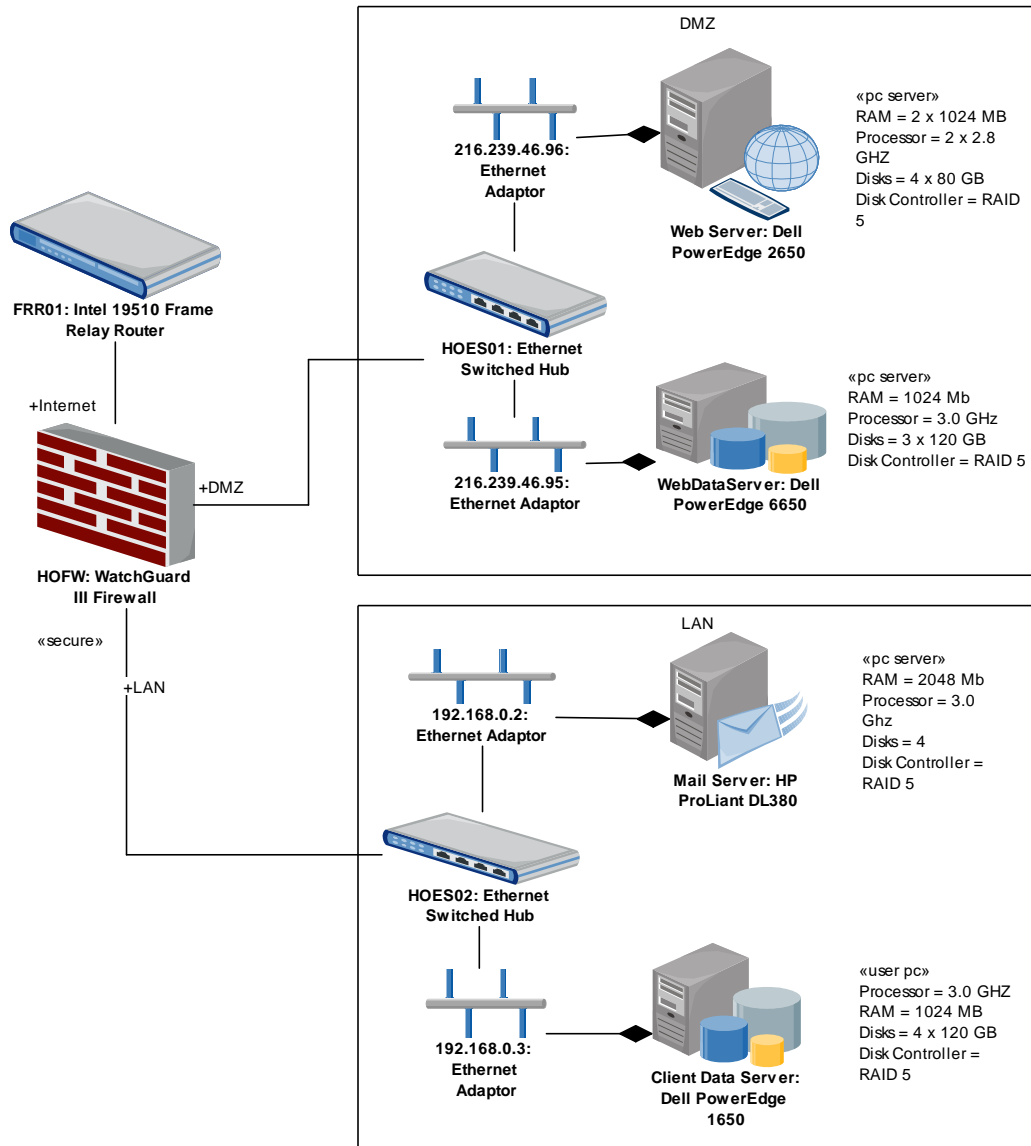 DMZ
216.239.46.96:
Ethernet
Adaptor
«pc server»
RAM = 2 x 1024 MB
Processor = 2 x 2.8
GHZ
Disks = 4 x 80 GB
Disk Controller = RAID
5
Web Server: Dell
PowerEdge 2650
FRR01: Intel 19510 Frame
Relay Router
HOES01: Ethernet
Switched Hub
+Internet
+DMZ
HOFW: WatchGuard
III Firewall
216.239.46.95:
Ethernet Adaptor
«pc server»
RAM = 1024 Mb
Processor = 3.0 GHz
Disks = 3 x 120 GB
Disk Controller = RAID 5
WebDataServer: Dell
PowerEdge 6650
«secure»
+LAN
LAN
192.168.0.2:
Ethernet Adaptor
«pc server»
RAM = 2048 Mb
Processor = 3.0
Ghz
Disks = 4
Disk Controller =
RAID 5
Mail Server: HP
ProLiant DL380
HOES02: Ethernet
Switched Hub
192.168.0.3:
Ethernet
Adaptor
«user pc»
Processor = 3.0 GHZ
RAM = 1024 MB
Disks = 4 x 120 GB
Disk Controller =
RAID 5
Client Data Server:
Dell PowerEdge
1650